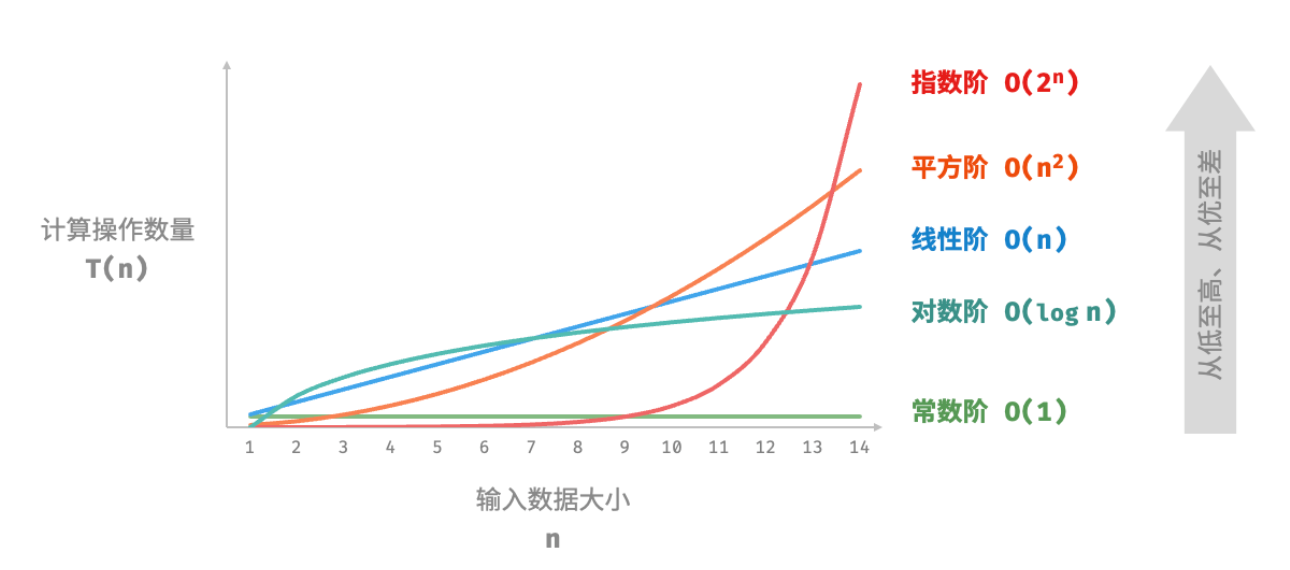 指数阶 O(2ⁿ)
平方阶 O(n²)
线性阶 O(n)
对数阶 O(log n)
常数阶 O(1)
计算操作数量
T(n)
1 2 3 4 5 6 7 8 9 10 11 12 13 14
输入数据大小
n
从低至高、从优至差